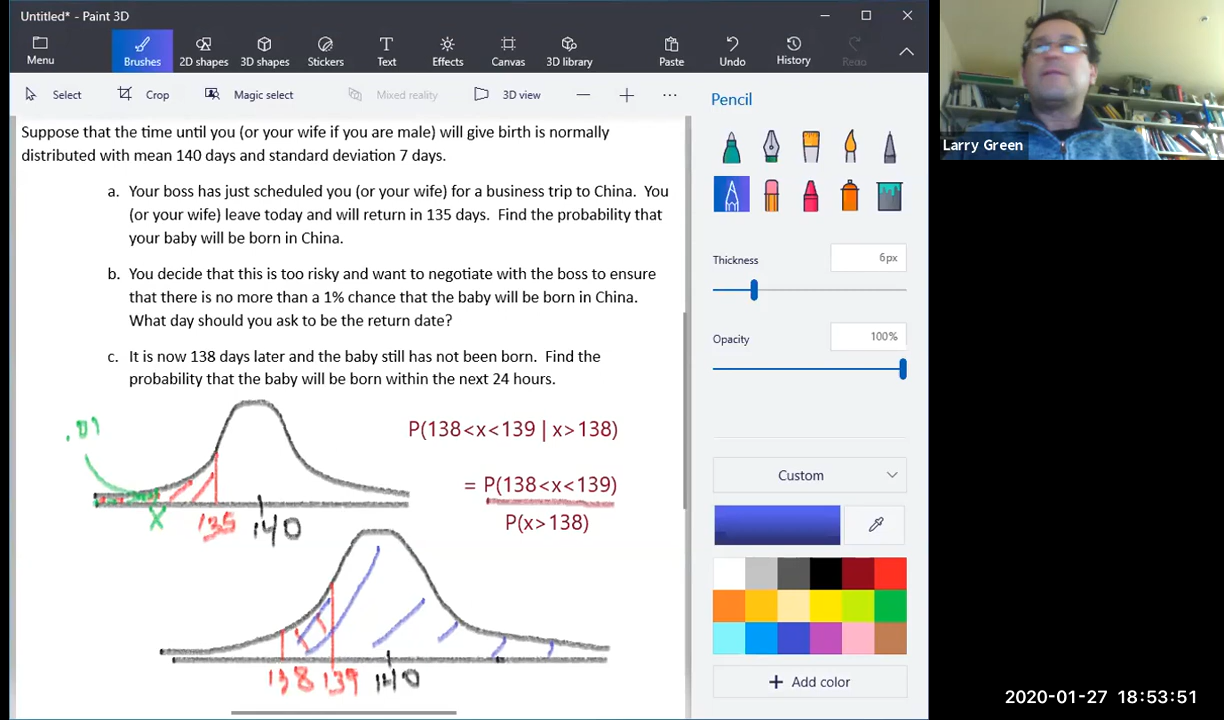 Untitled* - Paint 3D
Menu
Brushes
2D shapes
3D shapes
Stickers
Text
Effects
Canvas
3D library
Paste
Undo
History
Redo
Select
Crop
Magic select
Mixed reality
3D view
Pencil
Larry Green
Suppose that the time until you (or your wife if you are male) will give birth is normally
distributed with mean 140 days and standard deviation 7 days.
a. Your boss has just scheduled you (or your wife) for a business trip to China. You
(or your wife) leave today and will return in 135 days. Find the probability that
your baby will be born in China.
b. You decide that this is too risky and want to negotiate with the boss to ensure
that there is no more than a 1% chance that the baby will be born in China.
What day should you ask to be the return date?
c. It is now 138 days later and the baby still has not been born. Find the
probability that the baby will be born within the next 24 hours.
Thickness
6px
Opacity
100%
.01
P(138<x<139 | x>138)
= P(138<x<139)
P(x>138)
x
135
140
138
139
140
Custom
Add color
2020-01-27 18:53:51